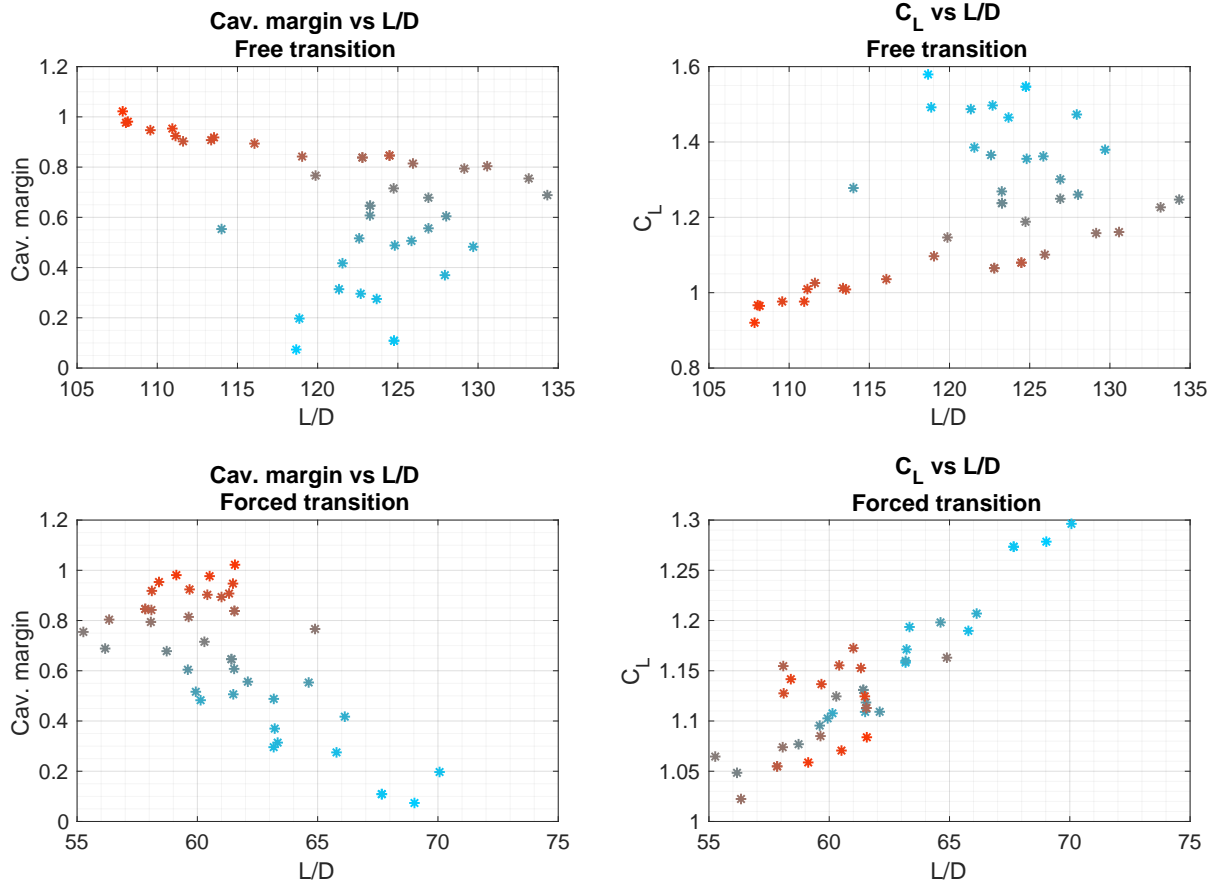 Cav. margin vs L/D
Free transition
1.2
1
0.8
0.6
0.4
0.2
0
Cav. margin
105 110 115 120 125 130 135
L/D
C_L vs L/D
Free transition
1.6
1.4
1.2
1
0.8
C_L
105 110 115 120 125 130 135
L/D
Cav. margin vs L/D
Forced transition
1.2
1
0.8
0.6
0.4
0.2
0
Cav. margin
55 60 65 70 75
L/D
C_L vs L/D
Forced transition
1.3
1.25
1.2
1.15
1.1
1.05
1
C_L
55 60 65 70 75
L/D